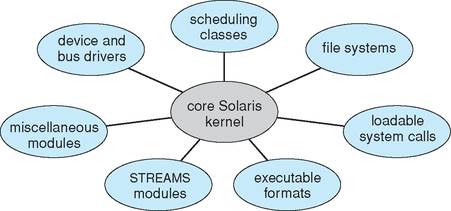 scheduling
classes
device and
bus drivers
file systems
core Solaris
kernel
miscellaneous
modules
loadable
system calls
STREAMS
modules
executable
formats